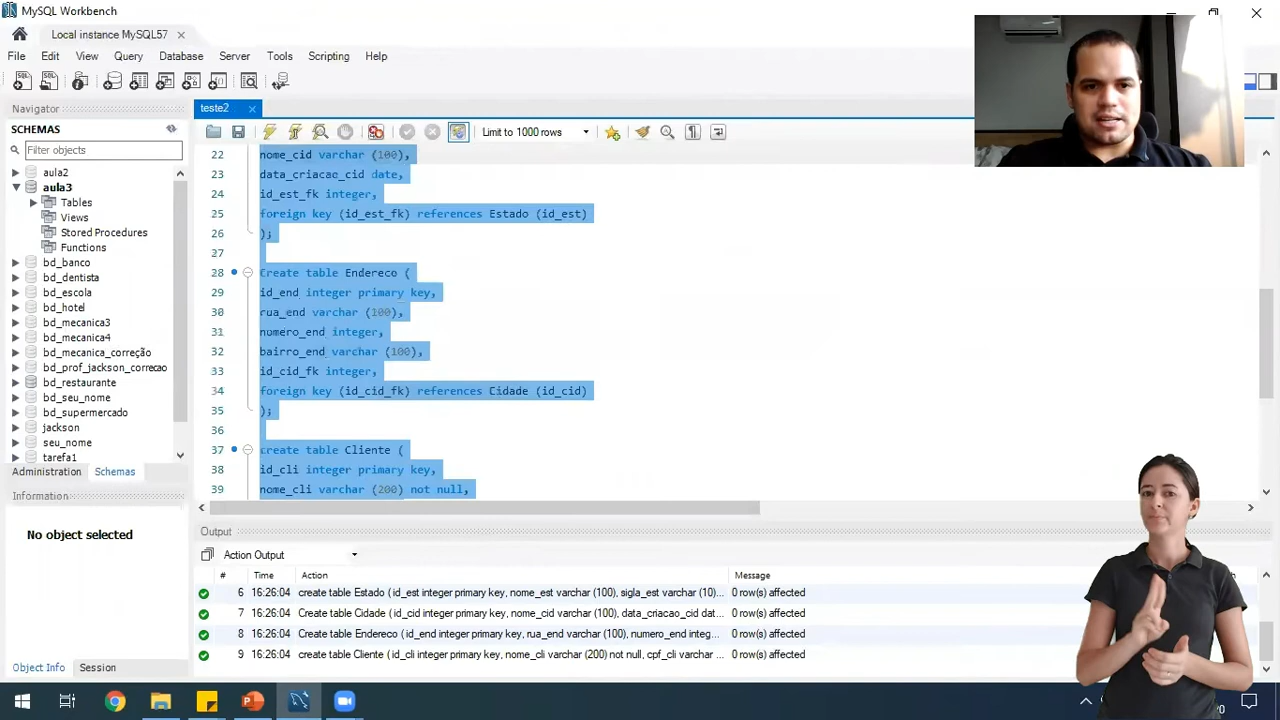 MySQL Workbench
Local instance MySQL57
File Edit View Query Database Server Tools Scripting Help
Navigator
SCHEMAS
Filter objects
aula2
aula3
Tables
Views
Stored Procedures
Functions
bd_banco
bd_dentista
bd_escola
bd_hotel
bd_mecanica3
bd_mecanica4
bd_mecanica_correção
bd_prof_jackson_correcao
bd_restaurante
bd_seu_nome
bd_supermercado
jackson
seu_nome
tarefa1
Administration Schemas
Information
No object selected
Object Info Session
teste2
Limit to 1000 rows
22 nome_cid varchar (100),
23 data_criacao_cid date,
24 id_est_fk integer,
25 foreign key (id_est_fk) references Estado (id_est)
26 );
27
28 Create table Endereco (
29 id_end integer primary key,
30 rua_end varchar (100),
31 numero_end integer,
32 bairro_end varchar (100),
33 id_cid_fk integer,
34 foreign key (id_cid_fk) references Cidade (id_cid)
35 );
36
37 create table Cliente (
38 id_cli integer primary key,
39 nome_cli varchar (200) not null,
Output
Action Output
# Time Action Message
6 16:26:04 create table Estado ( id_est integer primary key, nome_est varchar (100), sigla_est varchar (10)... 0 row(s) affected
7 16:26:04 Create table Cidade ( id_cid integer primary key, nome_cid varchar (100), data_criacao_cid dat... 0 row(s) affected
8 16:26:04 Create table Endereco ( id_end integer primary key, rua_end varchar (100), numero_end integ... 0 row(s) affected
9 16:26:04 create table Cliente ( id_cli integer primary key, nome_cli varchar (200) not null, cpf_cli varchar ... 0 row(s) affected